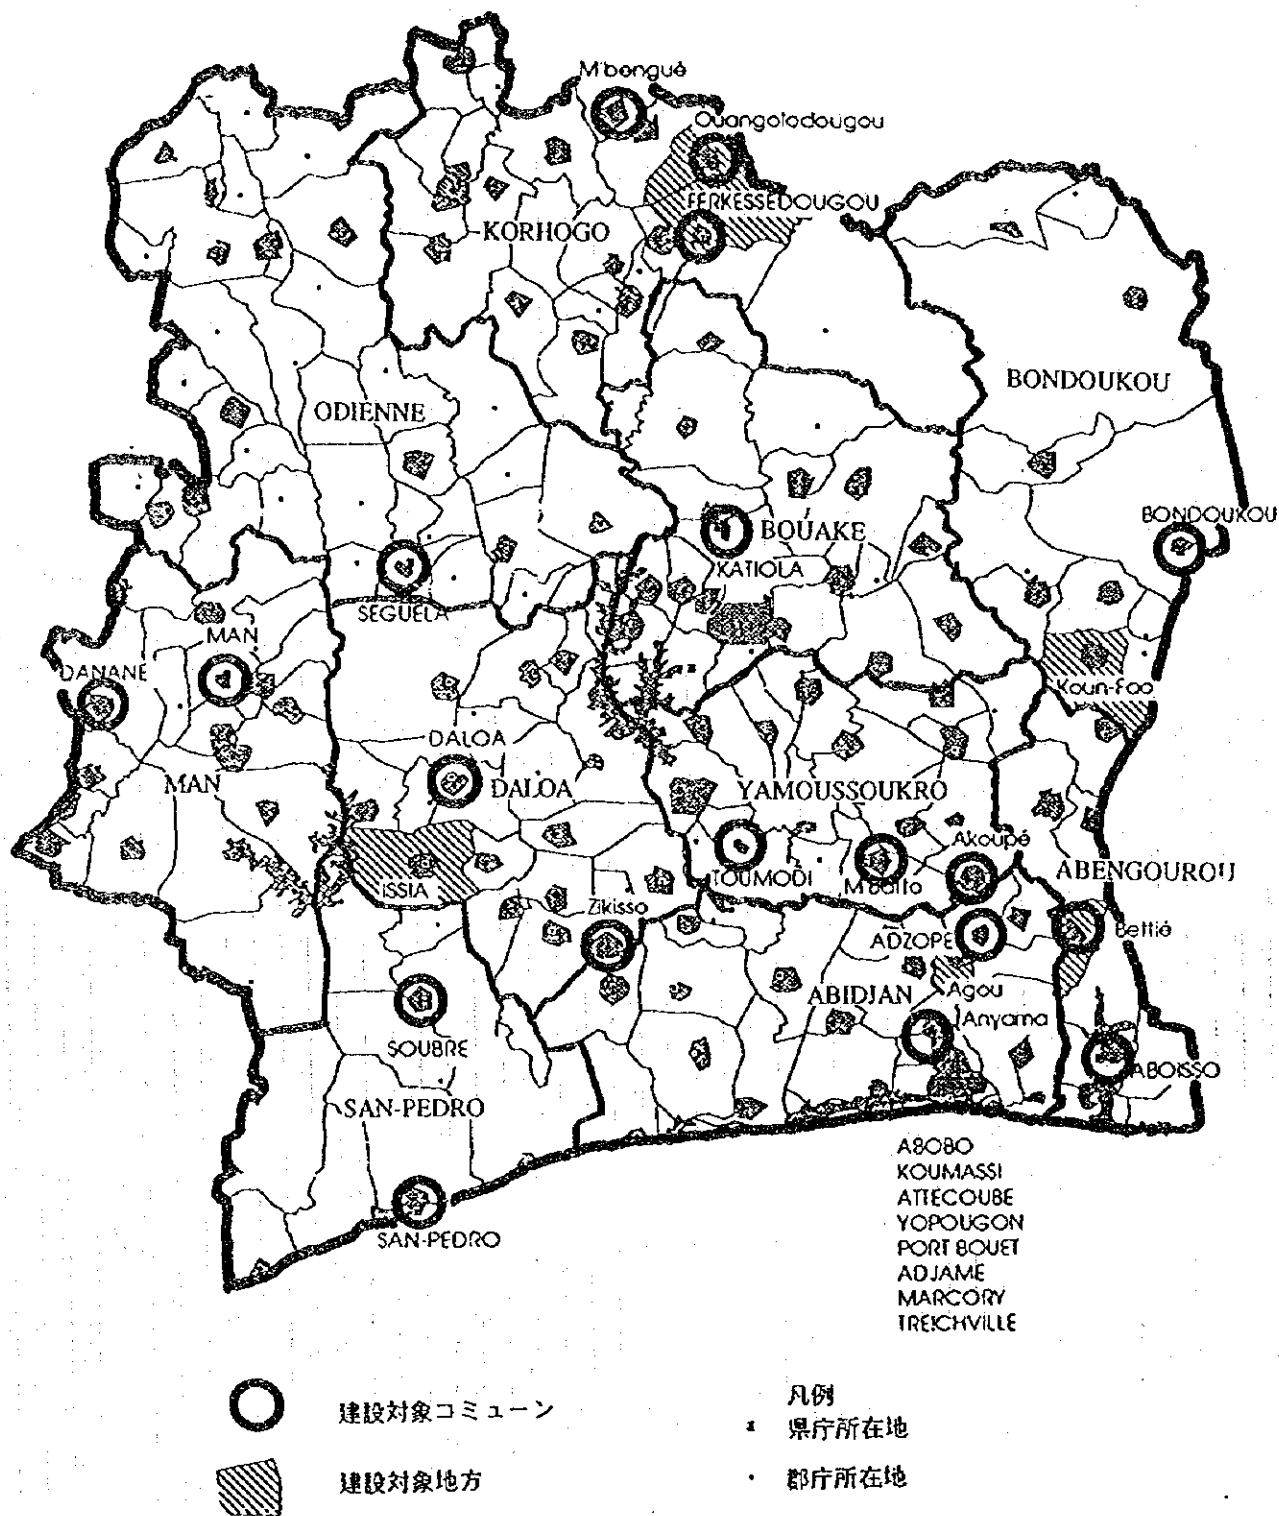 M'bengué
Ouangolodougou
FERKESSEDOUGOU
KORHOGO
BONDOUKOU
ODIENNE
BONDOUKOU
BOUAKE
KATIOLA
SEGUELA
MAN
DANANE
Koun-Fao
DALOA
DALOA
MAN
YAMOUSSOUKRO
Akoupé
ABENGOUROU
TOUMODI
M'Batto
ISSIA
Zikisso
Bettié
ADZOPE
Agou
ABIDJAN
Anyama
SOUBRE
ABOISSO
SAN-PEDRO
SAN-PEDRO
ABOBO
KOUMASSI
ATTECOUBE
YOPOUGON
PORT BOUET
ADJAME
MARCORY
TREICHVILLE
凡例
建設対象コミューン
県庁所在地
建設対象地方
郡庁所在地